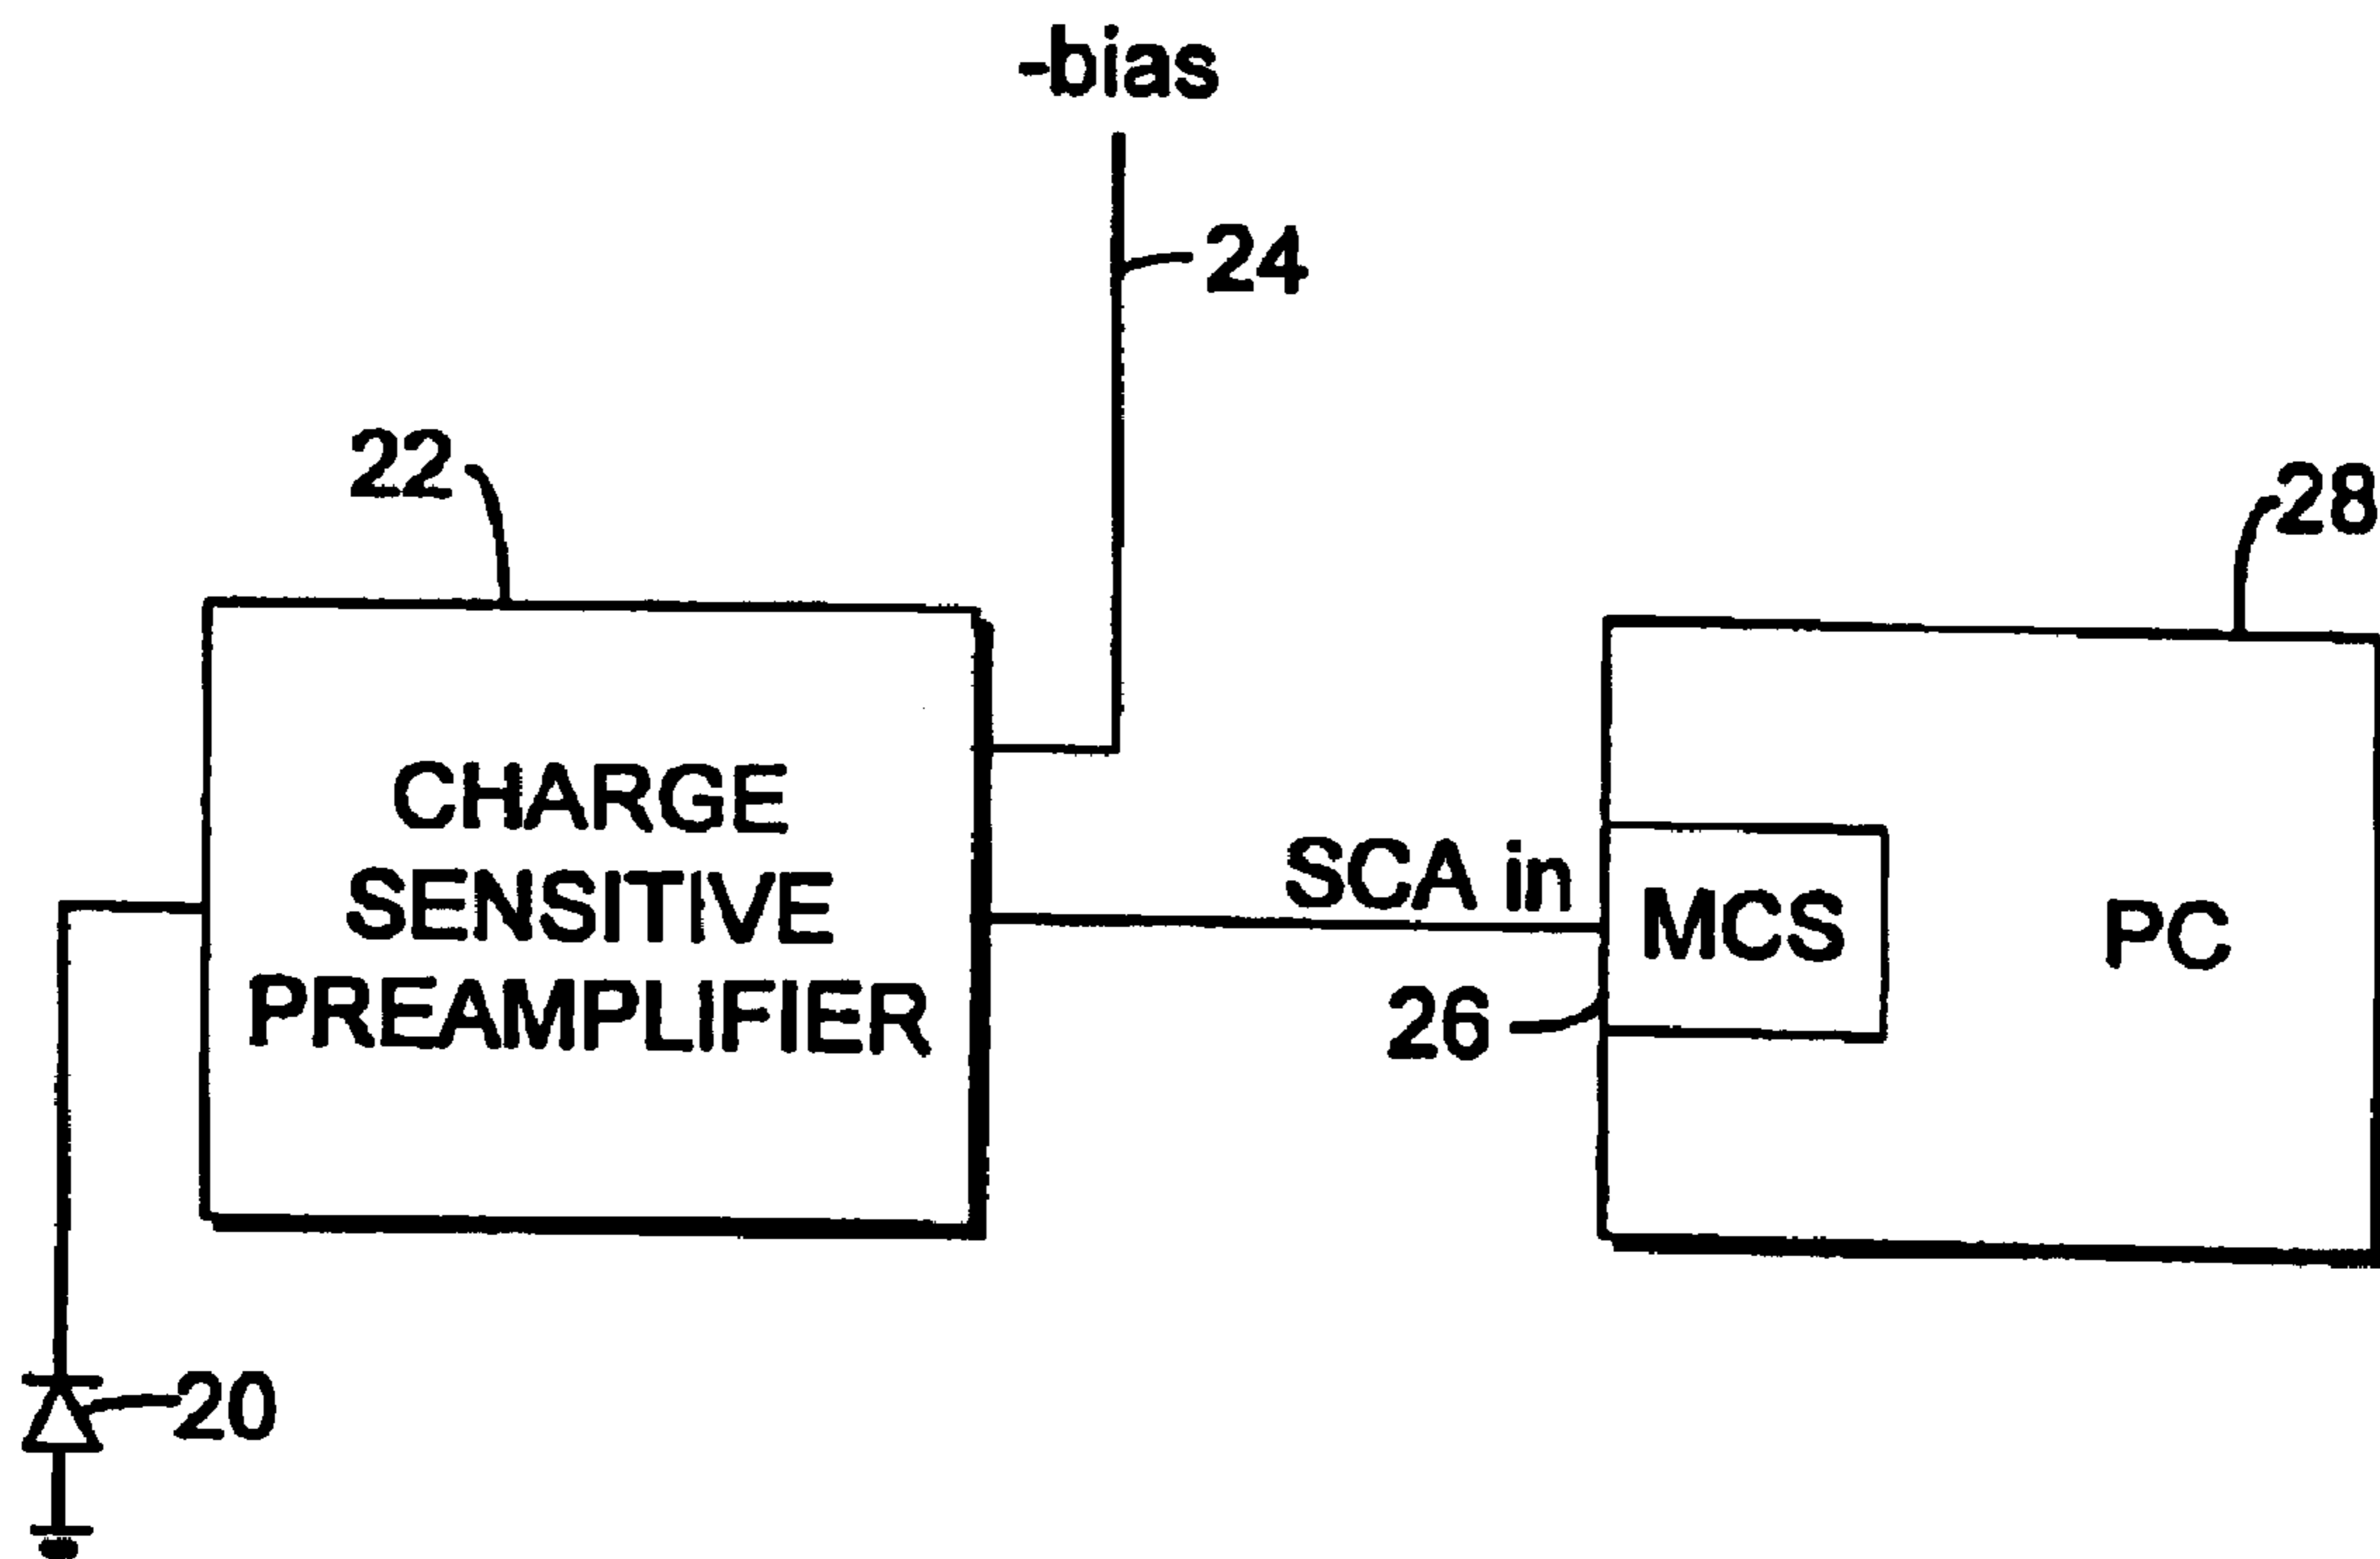 -bias
24
22
28
CHARGE
SENSITIVE
PREAMPLIFIER
SCA in
MCS
PC
26
20